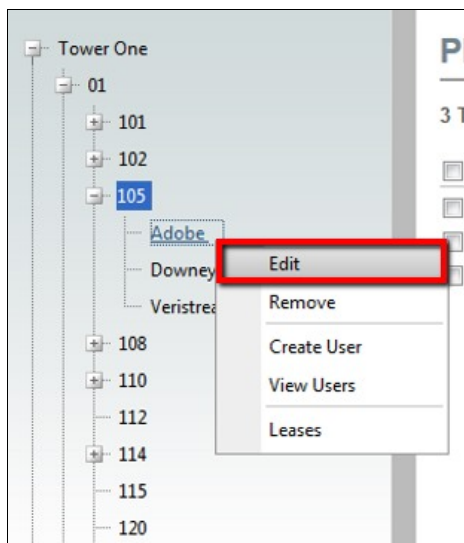 Tower One
01
101
102
105
Adobe
Downey
108
110
112
114
115
120
Edit
Remove
Create User
View Users
Leases
3